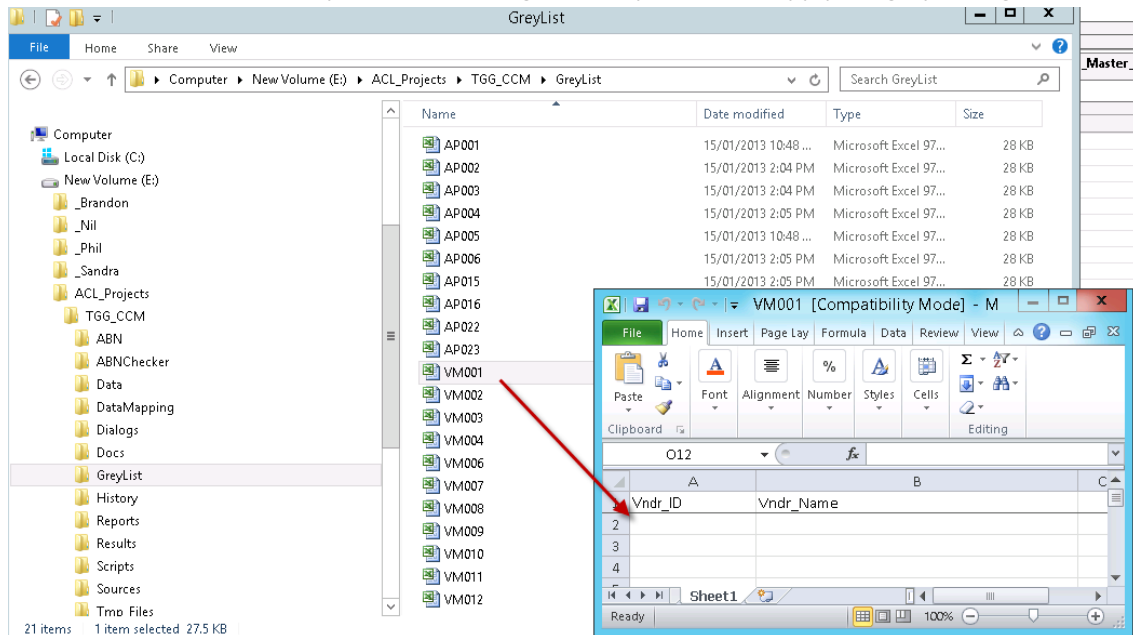 GreyList
File Home Share View
Computer New Volume (E:) ACL_Projects TGG_CCM GreyList
Search GreyList
_Master_
Name Date modified Type Size
Computer
Local Disk (C:)
New Volume (E:)
_Brandon
_Nil
_Phil
_Sandra
ACL_Projects
TGG_CCM
ABN
ABNChecker
Data
DataMapping
Dialogs
Docs
GreyList
History
Reports
Results
Scripts
Sources
Tmp Files
AP001 15/01/2013 10:48 ... Microsoft Excel 97... 28 KB
AP002 15/01/2013 2:04 PM Microsoft Excel 97... 28 KB
AP003 15/01/2013 2:04 PM Microsoft Excel 97... 28 KB
AP004 15/01/2013 2:05 PM Microsoft Excel 97... 28 KB
AP005 15/01/2013 10:48 ... Microsoft Excel 97... 28 KB
AP006 15/01/2013 2:05 PM Microsoft Excel 97... 28 KB
AP015 15/01/2013 2:05 PM Microsoft Excel 97... 28 KB
AP016
AP022
AP023
VM001
VM002
VM003
VM004
VM006
VM007
VM008
VM009
VM010
VM011
VM012
21 items 1 item selected 27.5 KB
VM001 [Compatibility Mode] - M
File Home Insert Page Lay Formula Data Review View
Paste Font Alignment Number Styles Cells
Clipboard Editing
O12 fx
A B C
1 Vndr_ID Vndr_Name
2
3
4
Sheet1
Ready 100%